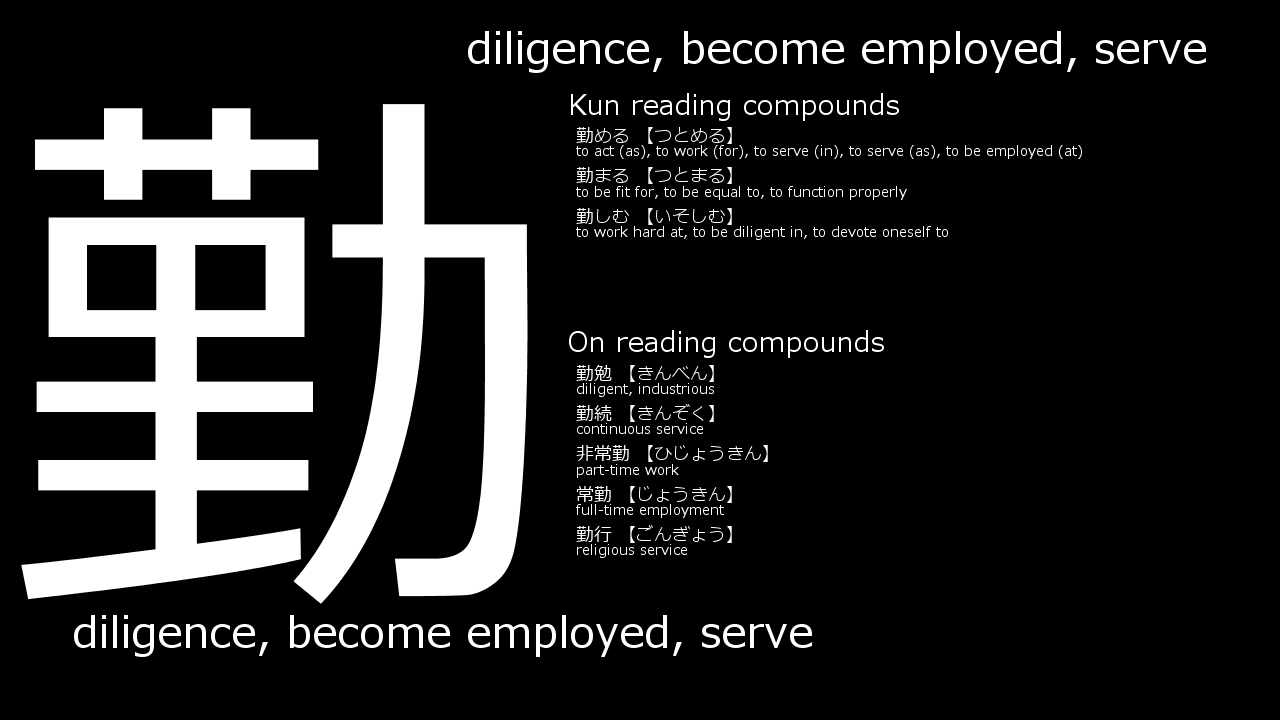 diligence, become employed, serve
勤
Kun reading compounds
勤める 【つとめる】
to act (as), to work (for), to serve (in), to serve (as), to be employed (at)
勤まる 【つとまる】
to be fit for, to be equal to, to function properly
勤しむ 【いそしむ】
to work hard at, to be diligent in, to devote oneself to
On reading compounds
勤勉 【きんべん】
diligent, industrious
勤続 【きんぞく】
continuous service
非常勤 【ひじょうきん】
part-time work
常勤 【じょうきん】
full-time employment
勤行 【ごんぎょう】
religious service
diligence, become employed, serve